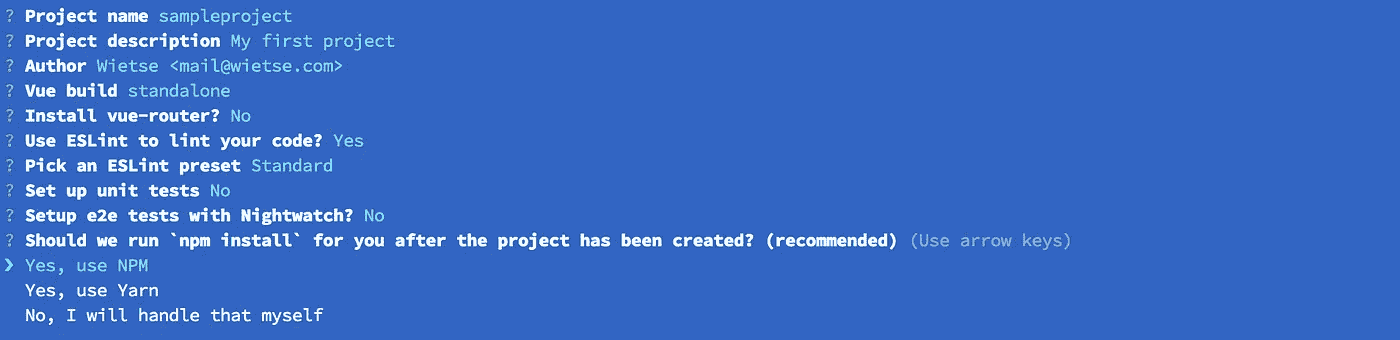 ? Project name sampleproject
? Project description My first project
? Author Wietse <mail@wietse.com>
? Vue build standalone
? Install vue-router? No
? Use ESLint to lint your code? Yes
? Pick an ESLint preset Standard
? Set up unit tests No
? Setup e2e tests with Nightwatch? No
? Should we run `npm install` for you after the project has been created? (recommended) (Use arrow keys)
❯ Yes, use NPM
Yes, use Yarn
No, I will handle that myself